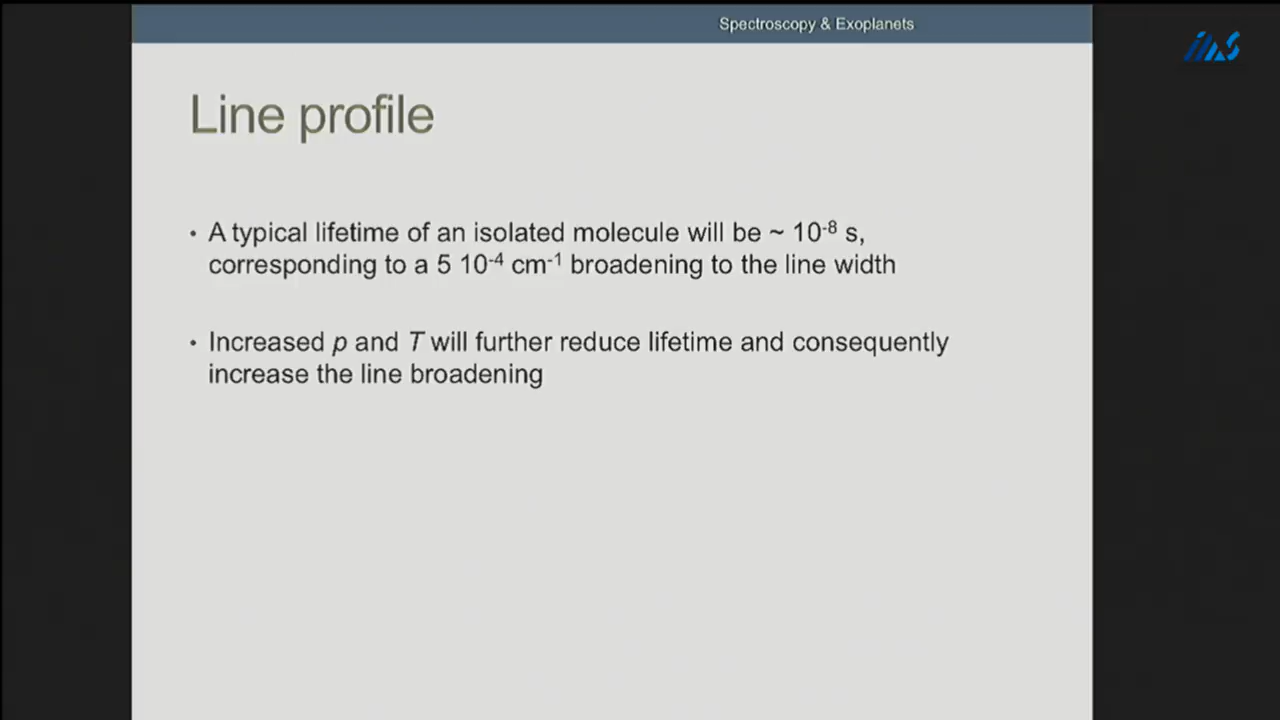 Spectroscopy & Exoplanets
Line profile
• A typical lifetime of an isolated molecule will be ~ 10⁻⁸ s,
corresponding to a 5 10⁻⁴ cm⁻¹ broadening to the line width
• Increased p and T will further reduce lifetime and consequently
increase the line broadening